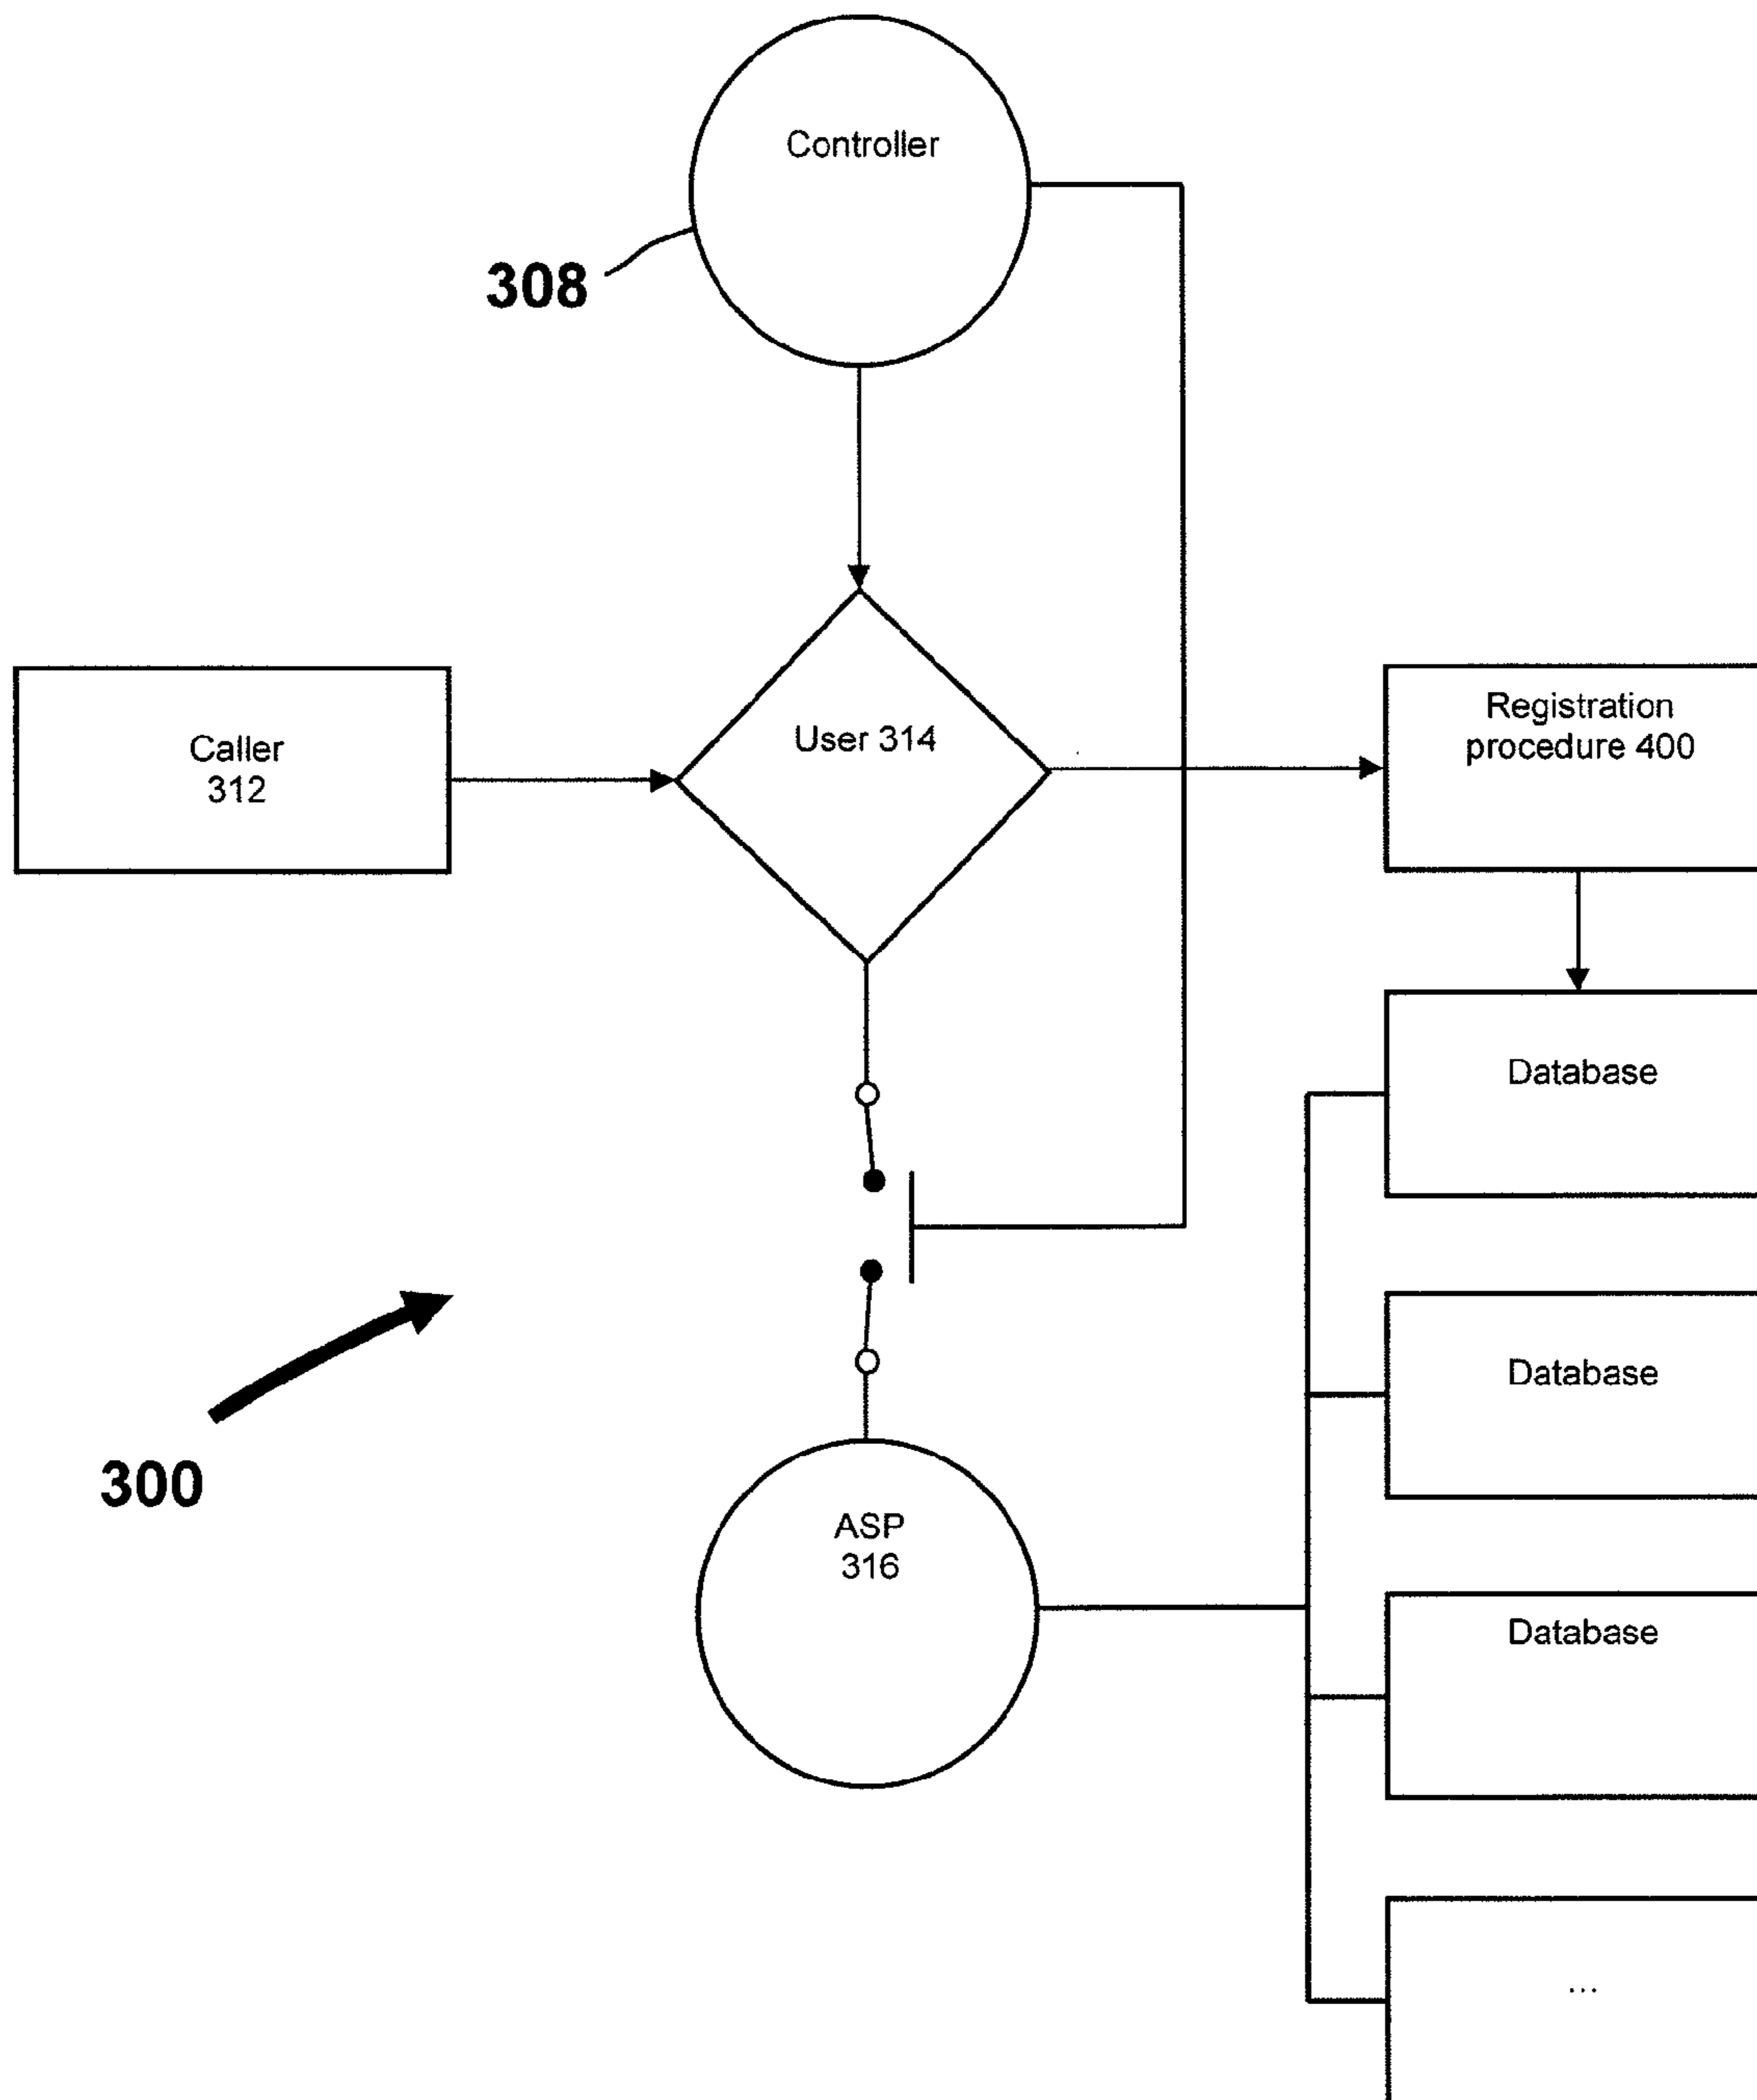 Controller
308
Caller
312
User 314
Registration
procedure 400
Database
Database
300
ASP
316
Database
...